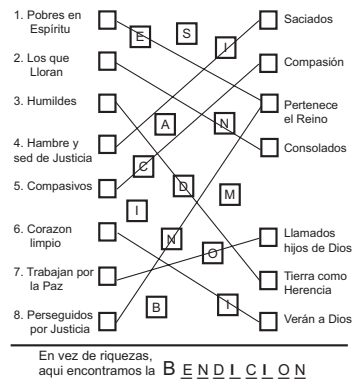 1. Pobres en
Espíritu
2. Los que
Lloran
3. Humildes
4. Hambre y
sed de Justicia
5. Compasivos
6. Corazon
limpio
7. Trabajan por
la Paz
8. Perseguidos
por Justicia
E
S
I
A
N
C
D
M
I
N
O
B
I
Saciados
Compasión
Pertenece
el Reino
Consolados
Llamados
hijos de Dios
Tierra como
Herencia
Verán a Dios
En vez de riquezas,
aqui encontramos la B E N D I C I O N